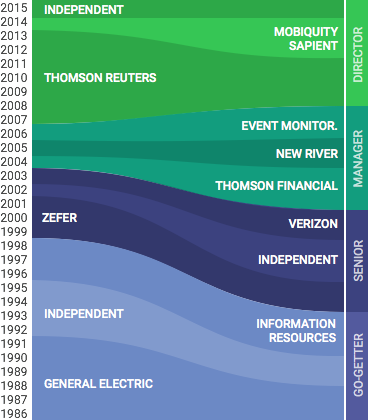 2015
2014
2013
2012
2011
2010
2009
2008
2007
2006
2005
2004
2003
2002
2001
2000
1999
1998
1997
1996
1995
1994
1993
1992
1991
1990
1989
1988
1987
1986
INDEPENDENT
MOBIQUITY
SAPIENT
THOMSON REUTERS
EVENT MONITOR.
NEW RIVER
THOMSON FINANCIAL
ZEFER
VERIZON
INDEPENDENT
INFORMATION
RESOURCES
INDEPENDENT
GENERAL ELECTRIC
DIRECTOR
MANAGER
SENIOR
GO-GETTER